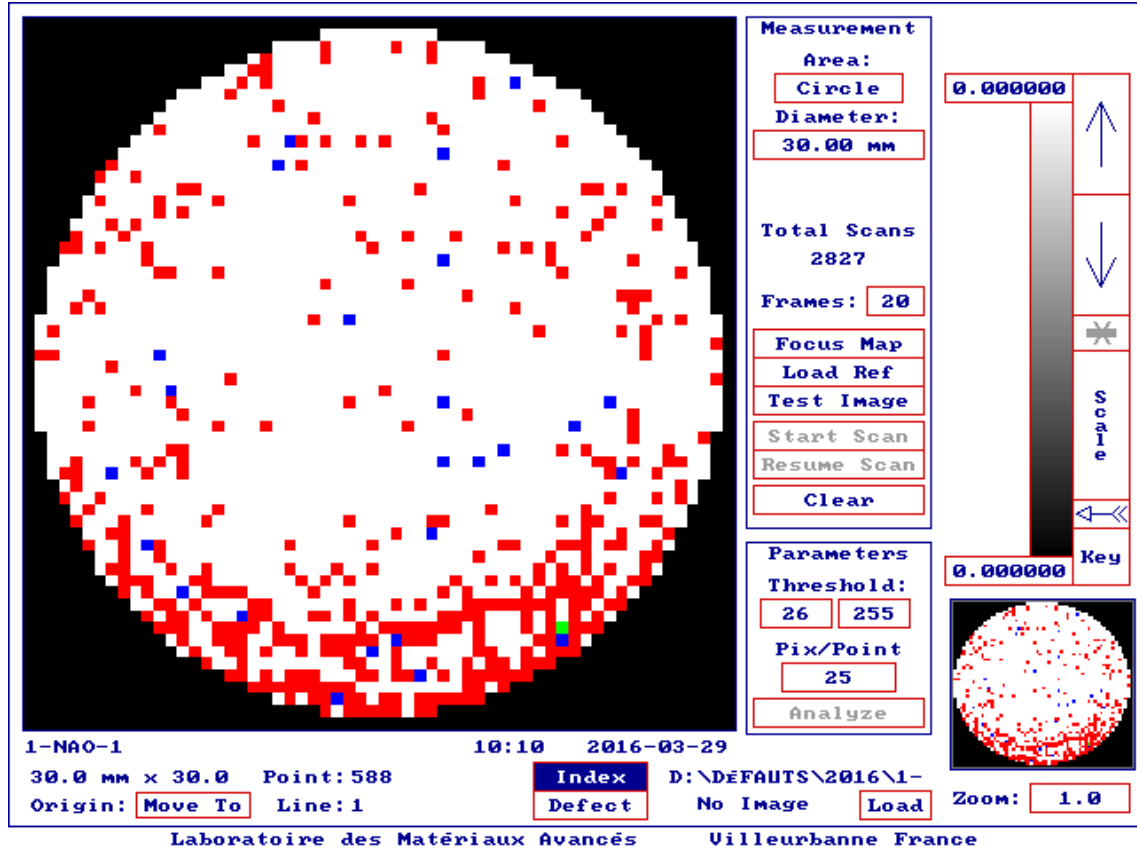 Measurement
Area:
Circle
Diameter:
30.00 mm
Total Scans
2827
Frames: 20
Focus Map
Load Ref
Test Image
Start Scan
Resume Scan
Clear
Parameters
Threshold:
26 255
Pix/Point
25
Analyze
0.000000
Scale
Key
0.000000
1-NAO-1 10:10 2016-03-29
30.0 mm x 30.0 Point:588 Index D:\DÉFAUTS\2016\1-
Origin: Move To Line:1 Defect No Image Load Zoom: 1.0
Laboratoire des Matériaux Avancés Villeurbanne France